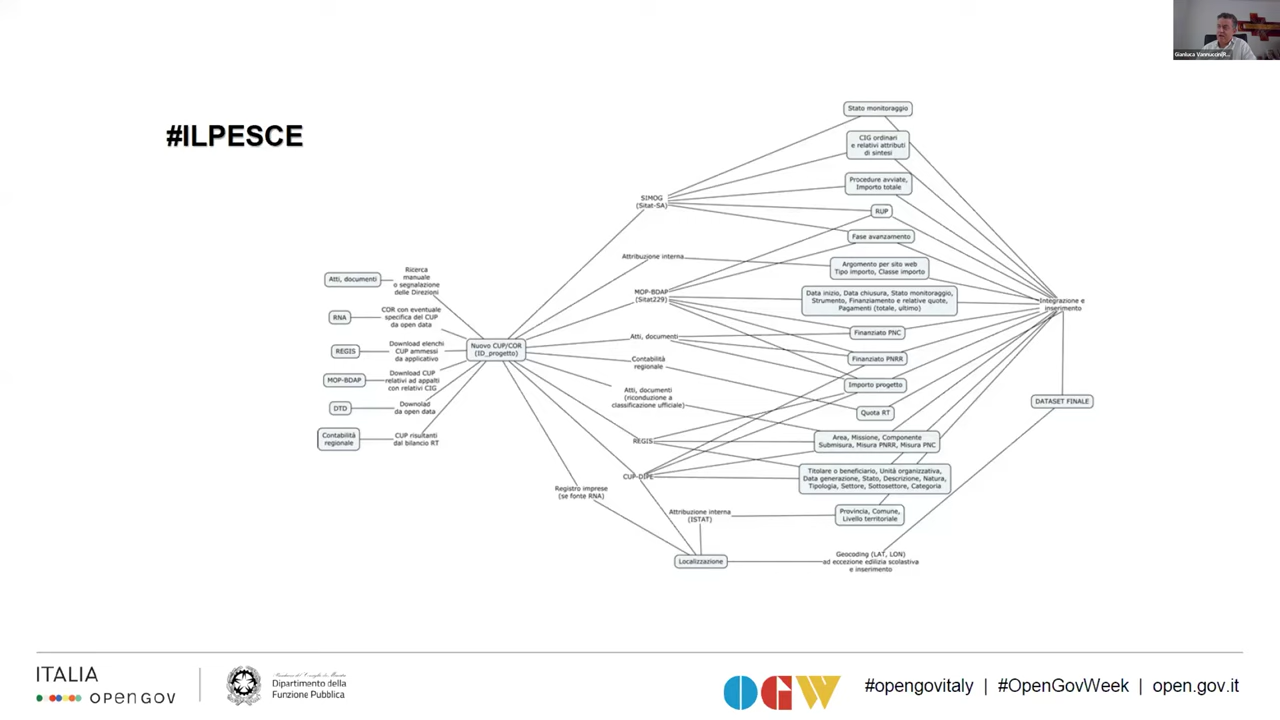 Gianluca Vannuccini(R...
#ILPESCE
Atti, documenti
Ricerca
manuale
o segnalazione
delle Direzioni
RNA
COR con eventuale
specifica del CUP
da open data
REGIS
Download elenchi
CUP ammessi
da applicativo
MOP-BDAP
Download CUP
relativi ad appalti
con relativi CIG
DTD
Downolad
da open data
Contabilità
regionale
CUP risultanti
dal bilancio RT
Nuovo CUP/COR
(ID_progetto)
SIMOG
(Sitat-SA)
Attribuzione interna
MOP-BDAP
(Sitat229)
Atti, documenti
Contabilità
regionale
Atti, documenti
(riconduzione a
classificazione ufficiale)
REGIS
CUP-DIPE
Registro imprese
(se fonte RNA)
Attribuzione interna
(ISTAT)
Localizzazione
Stato monitoraggio
CIG ordinari
e relativi attributi
di sintesi
Procedure avviate,
Importo totale
RUP
Fase avanzamento
Argomento per sito web
Tipo importo, Classe importo
Data inizio, Data chiusura, Stato monitoraggio,
Strumento, Finanziamento e relative quote,
Pagamenti (totale, ultimo)
Finanziato PNC
Finanziato PNRR
Importo progetto
Quota RT
Area, Missione, Componente
Submisura, Misura PNRR, Misura PNC
Titolare o beneficiario, Unità organizzativa,
Data generazione, Stato, Descrizione, Natura,
Tipologia, Settore, Sottosettore, Categoria
Provincia, Comune,
Livello territoriale
Geocoding (LAT, LON)
ad eccezione edilizia scolastica
e inserimento
Integrazione e
inserimento
DATASET FINALE
ITALIA
open gov
Dipartimento della
Funzione Pubblica
OGW
#opengovitaly | #OpenGovWeek | open.gov.it